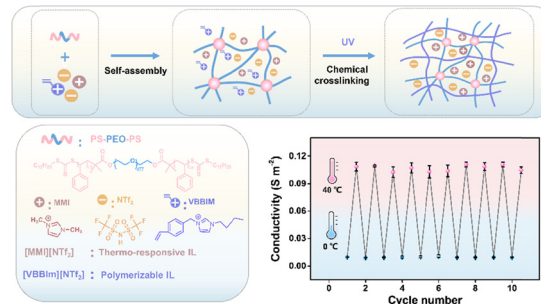 UV
Self-assembly
Chemical
crosslinking
: PS-PEO-PS
MMI
NTf₂
VBBIM
[MMI][NTf₂] : Thermo-responsive IL
[VBBIm][NTf₂] : Polymerizable IL
Conductivity (S m⁻²)
0.12
0.09
0.06
0.03
0.00
40 °C
0 °C
0 2 4 6 8 10
Cycle number